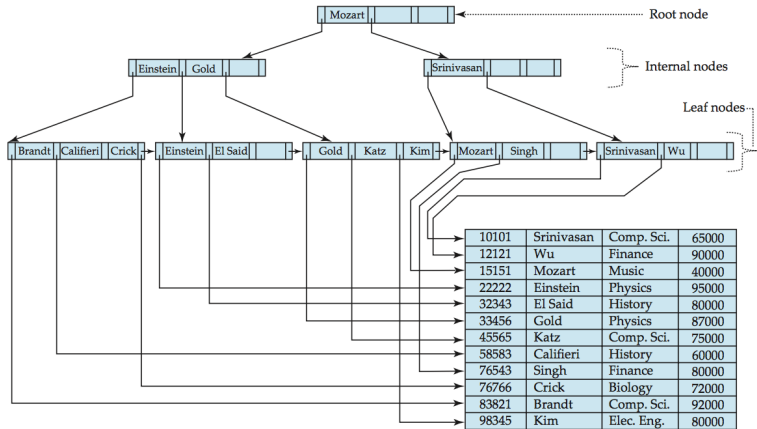 Mozart
Root node
Einstein Gold
Srinivasan
Internal nodes
Leaf nodes
Brandt Califieri Crick
Einstein El Said
Gold Katz Kim
Mozart Singh
Srinivasan Wu
10101 Srinivasan Comp. Sci. 65000
12121 Wu Finance 90000
15151 Mozart Music 40000
22222 Einstein Physics 95000
32343 El Said History 80000
33456 Gold Physics 87000
45565 Katz Comp. Sci. 75000
58583 Califieri History 60000
76543 Singh Finance 80000
76766 Crick Biology 72000
83821 Brandt Comp. Sci. 92000
98345 Kim Elec. Eng. 80000